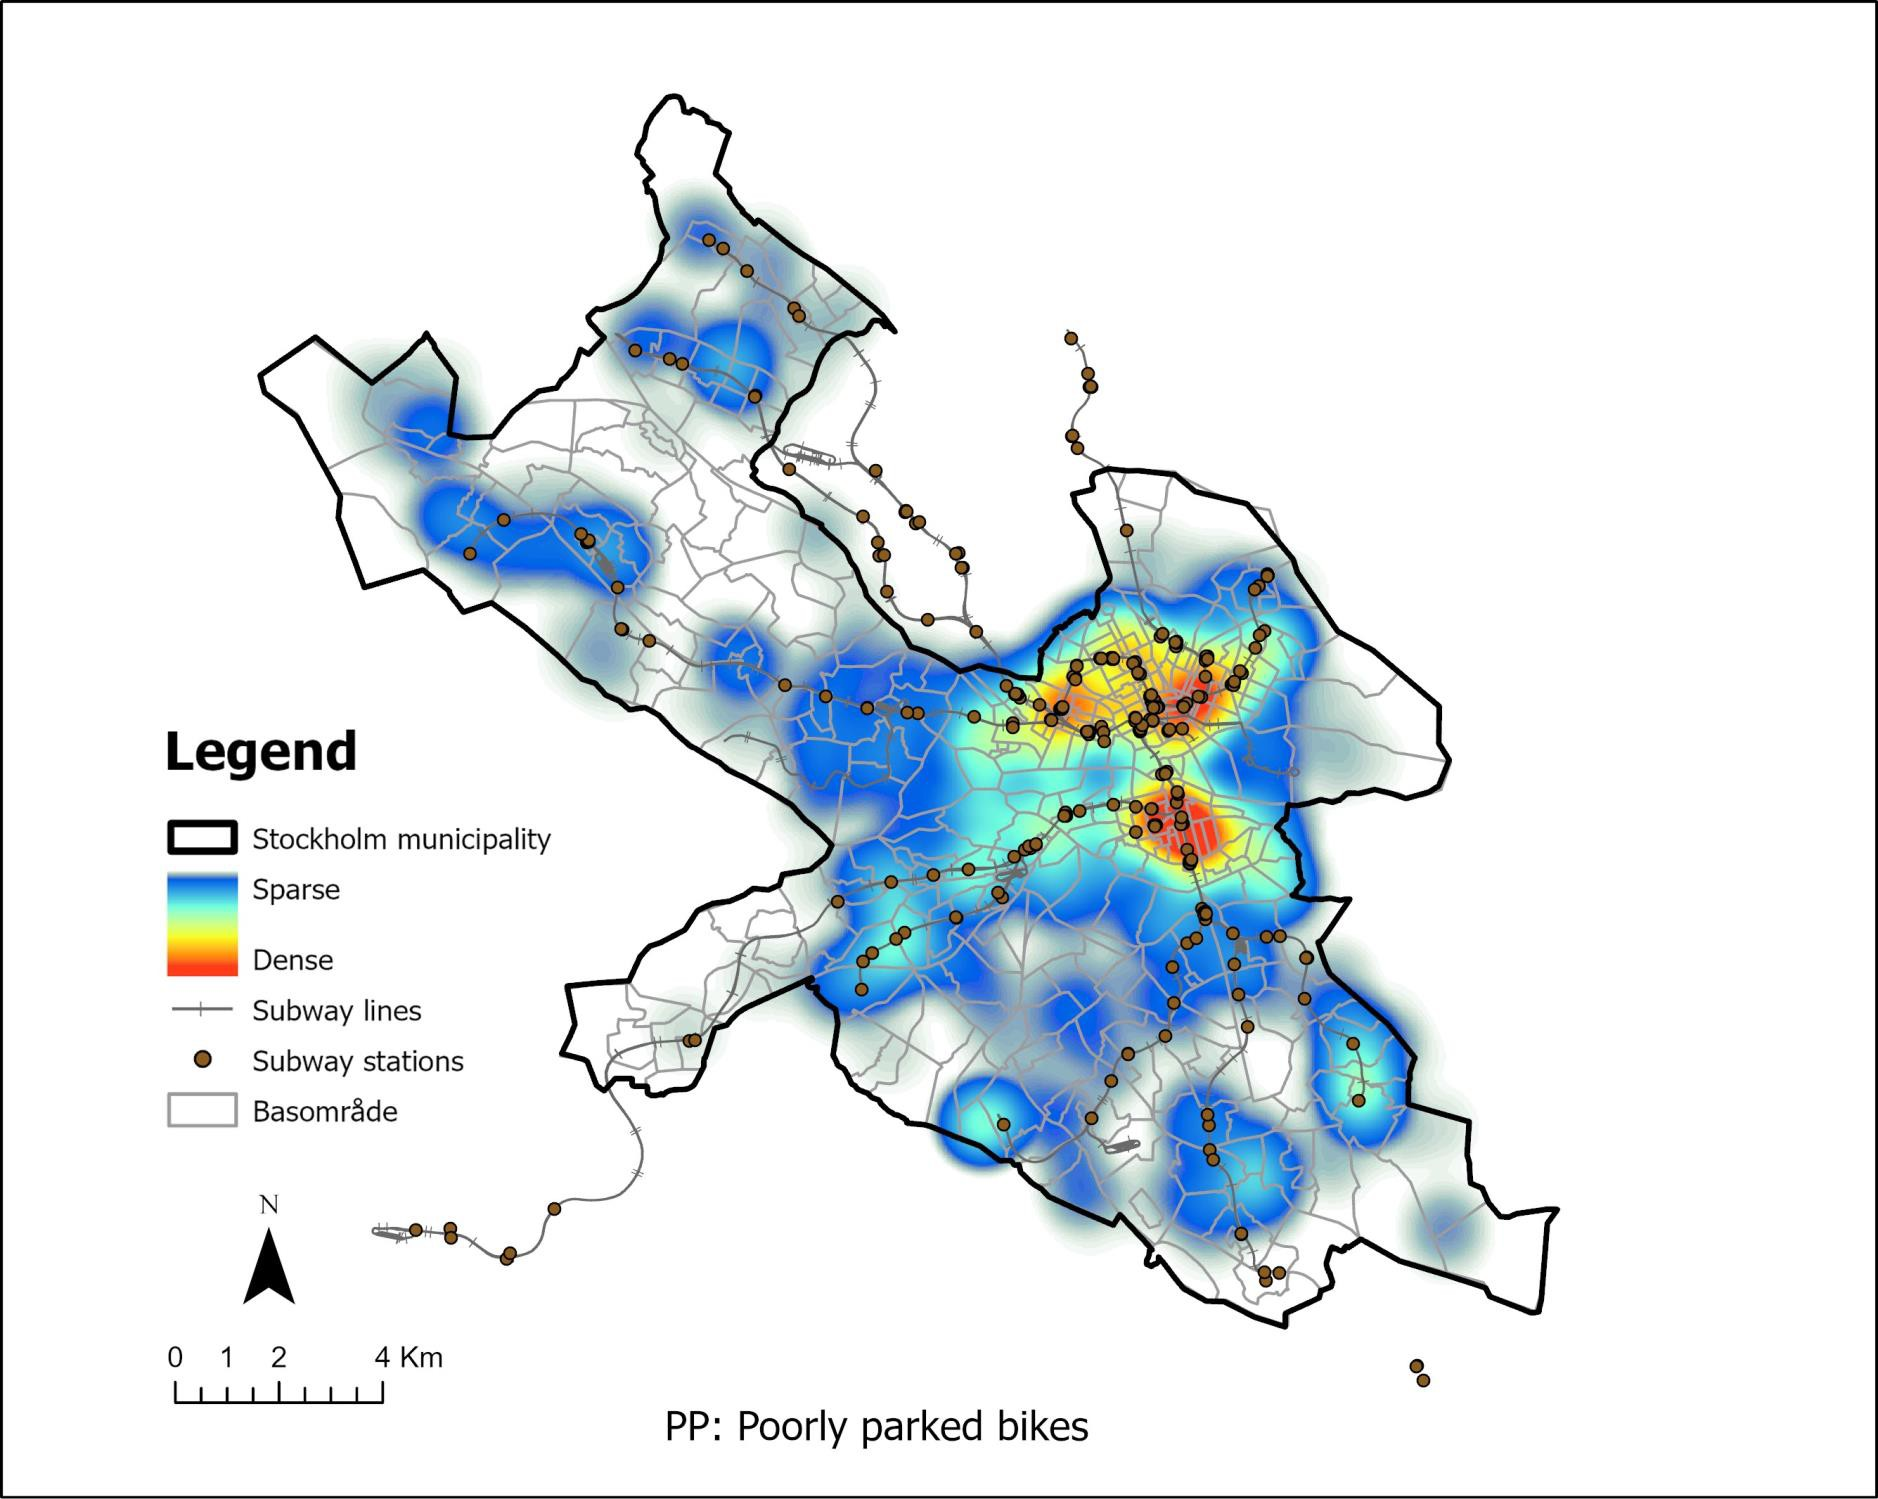 Legend
Stockholm municipality
Sparse
Dense
Subway lines
Subway stations
Basområde
N
0 1 2 4 Km
PP: Poorly parked bikes